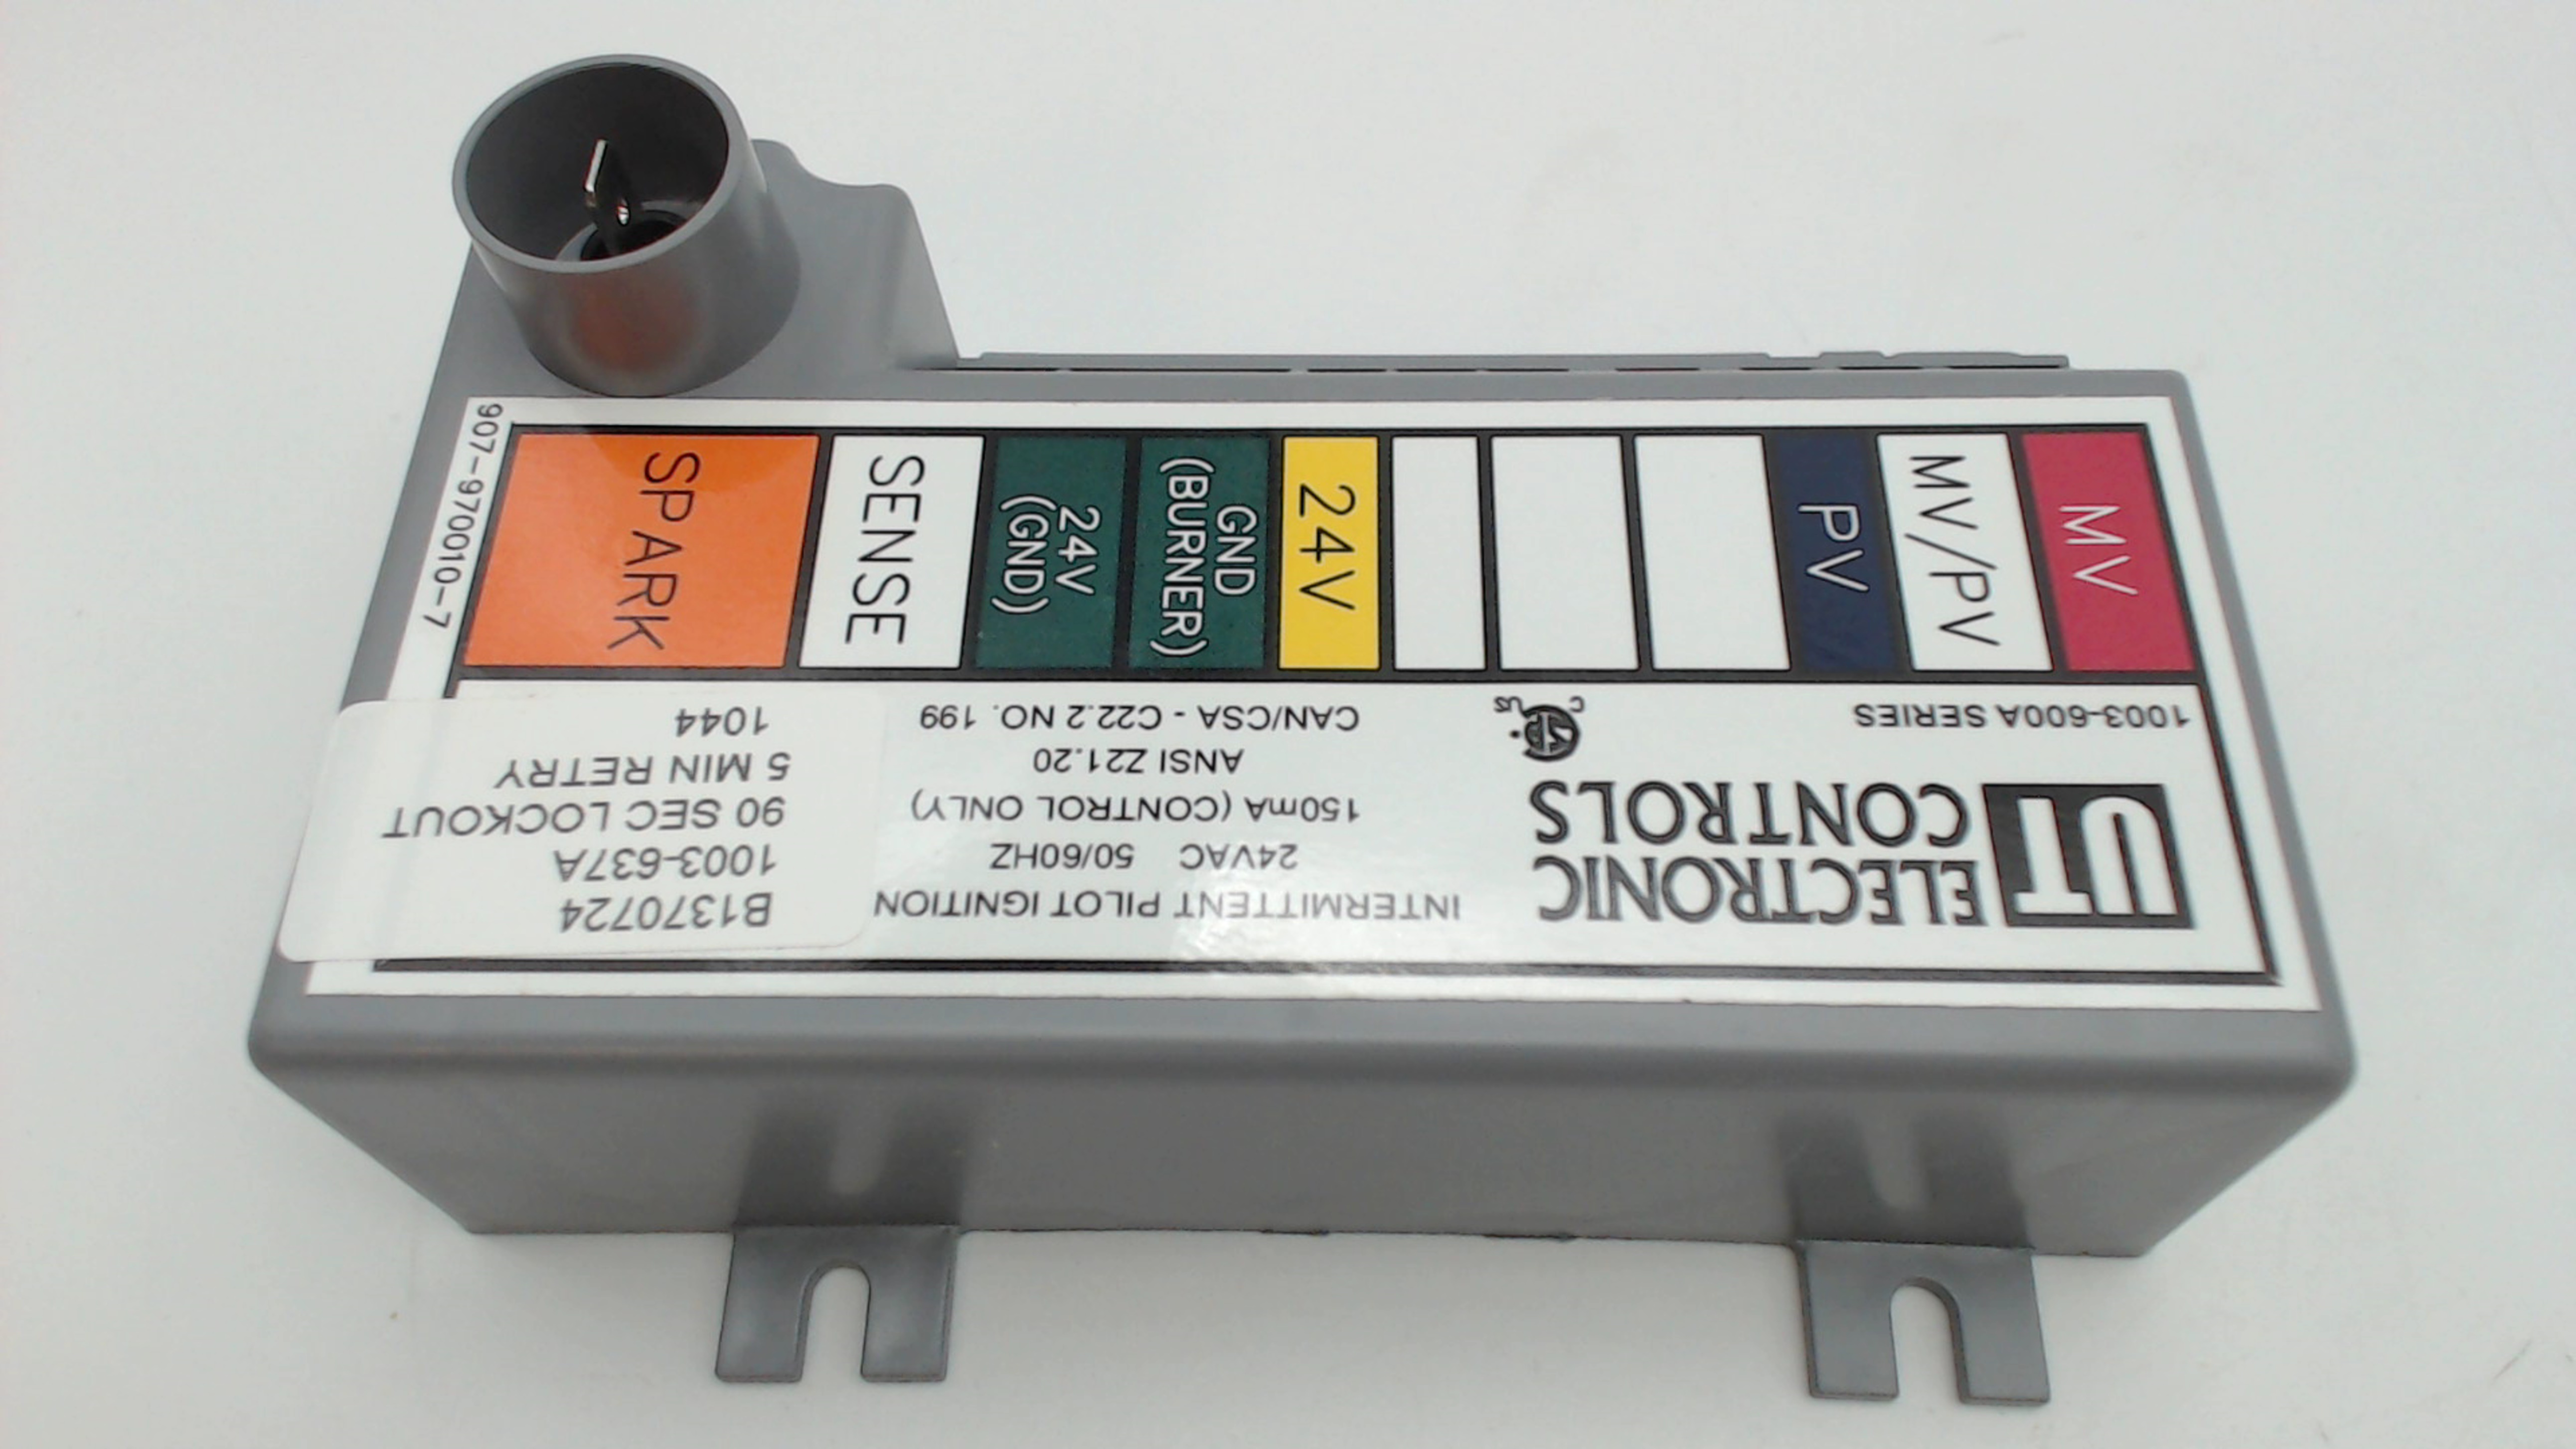 UT
ELECTRONIC
CONTROLS
1003-600A SERIES
INTERMITTENT PILOT IGNITION
24VAC 50/60HZ
150mA (CONTROL ONLY)
ANSI Z21.20
CAN/CSA - C22.2 NO. 199
B1370724
1003-637A
90 SEC LOCKOUT
5 MIN RETRY
1044
MV
MV/PV
PV
24V
GND
(BURNER)
24V
(GND)
SENSE
SPARK
907-970010-7
C US